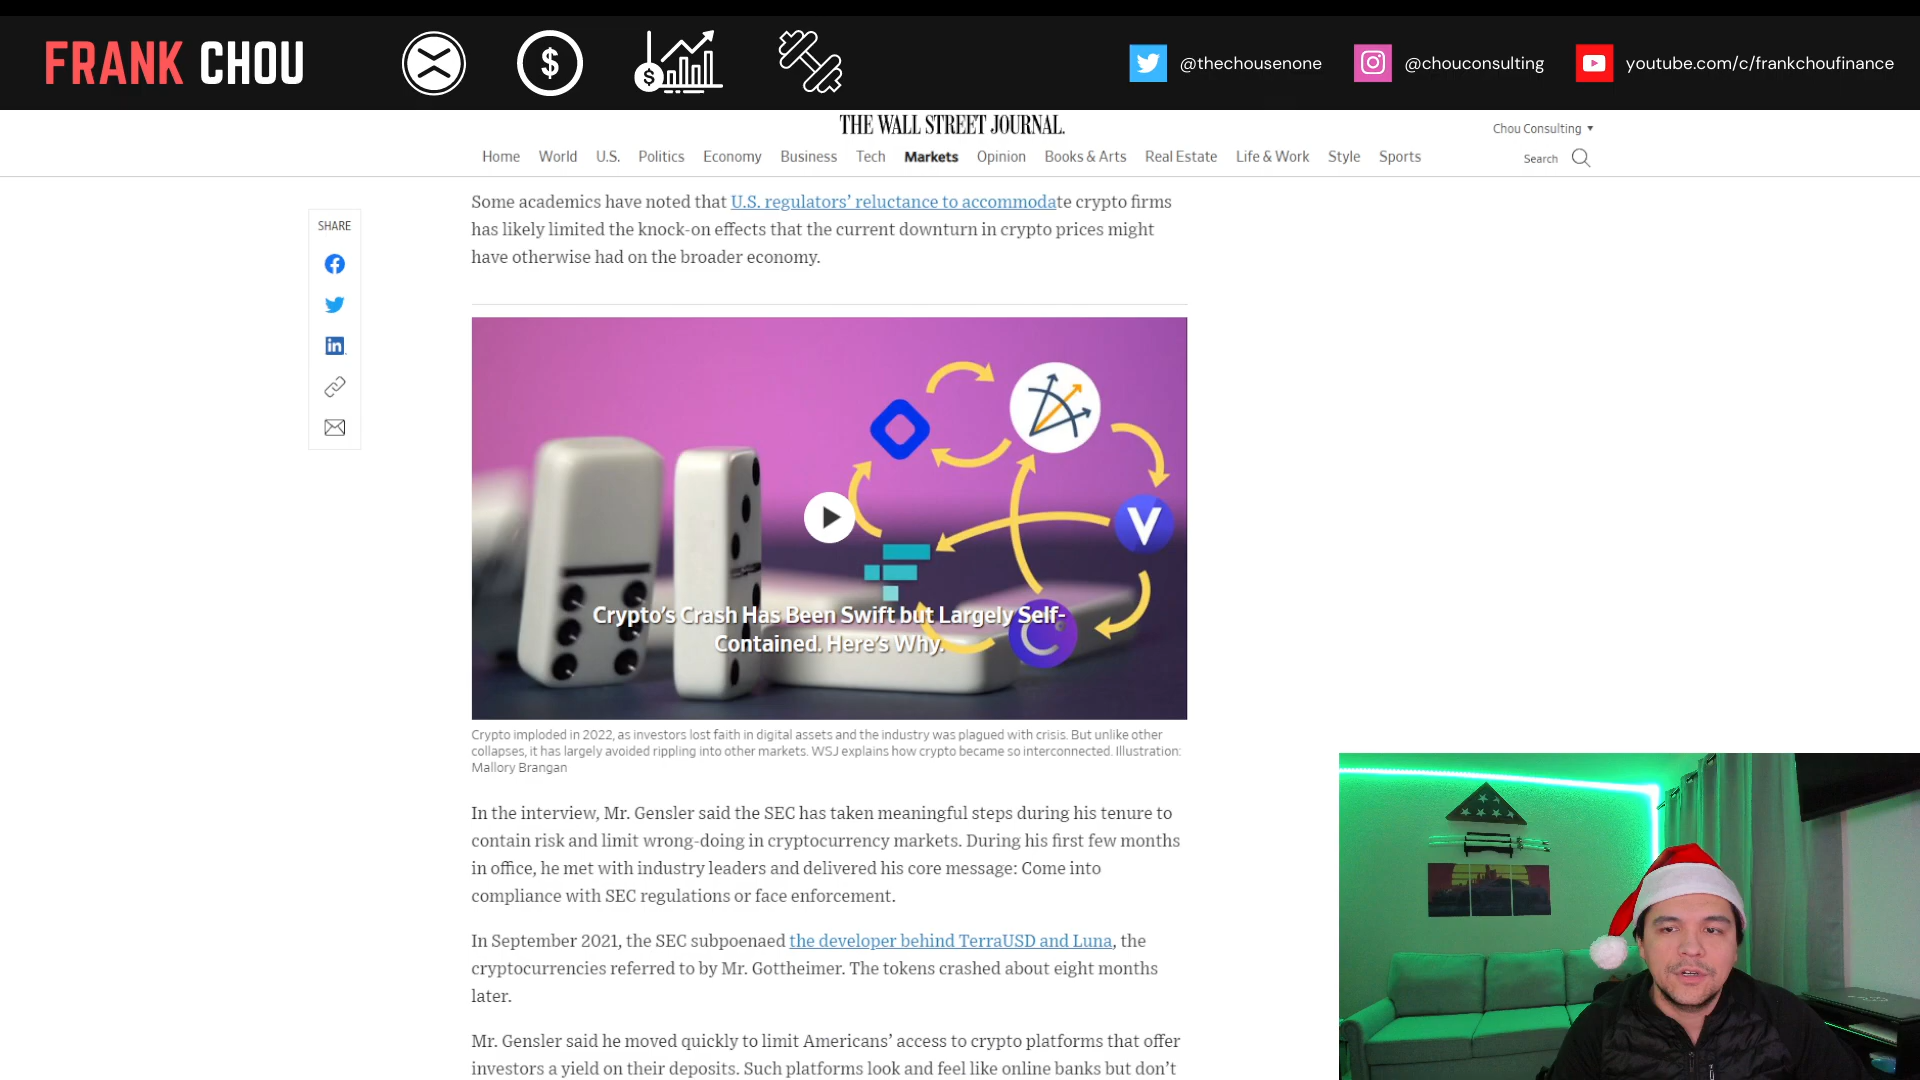 FRANK CHOU
@thechousenone
@chouconsulting
youtube.com/c/frankchoufinance
THE WALL STREET JOURNAL.
Chou Consulting
Home World U.S. Politics Economy Business Tech Markets Opinion Books & Arts Real Estate Life & Work Style Sports
Search
SHARE
Some academics have noted that U.S. regulators’ reluctance to accommodate crypto firms
has likely limited the knock-on effects that the current downturn in crypto prices might
have otherwise had on the broader economy.
Crypto’s Crash Has Been Swift but Largely Self-
Contained. Here’s Why.
Crypto imploded in 2022, as investors lost faith in digital assets and the industry was plagued with crisis. But unlike other
collapses, it has largely avoided rippling into other markets. WSJ explains how crypto became so interconnected. Illustration:
Mallory Brangan
In the interview, Mr. Gensler said the SEC has taken meaningful steps during his tenure to
contain risk and limit wrong-doing in cryptocurrency markets. During his first few months
in office, he met with industry leaders and delivered his core message: Come into
compliance with SEC regulations or face enforcement.
In September 2021, the SEC subpoenaed the developer behind TerraUSD and Luna, the
cryptocurrencies referred to by Mr. Gottheimer. The tokens crashed about eight months
later.
Mr. Gensler said he moved quickly to limit Americans’ access to crypto platforms that offer
investors a yield on their deposits. Such platforms look and feel like online banks but don’t